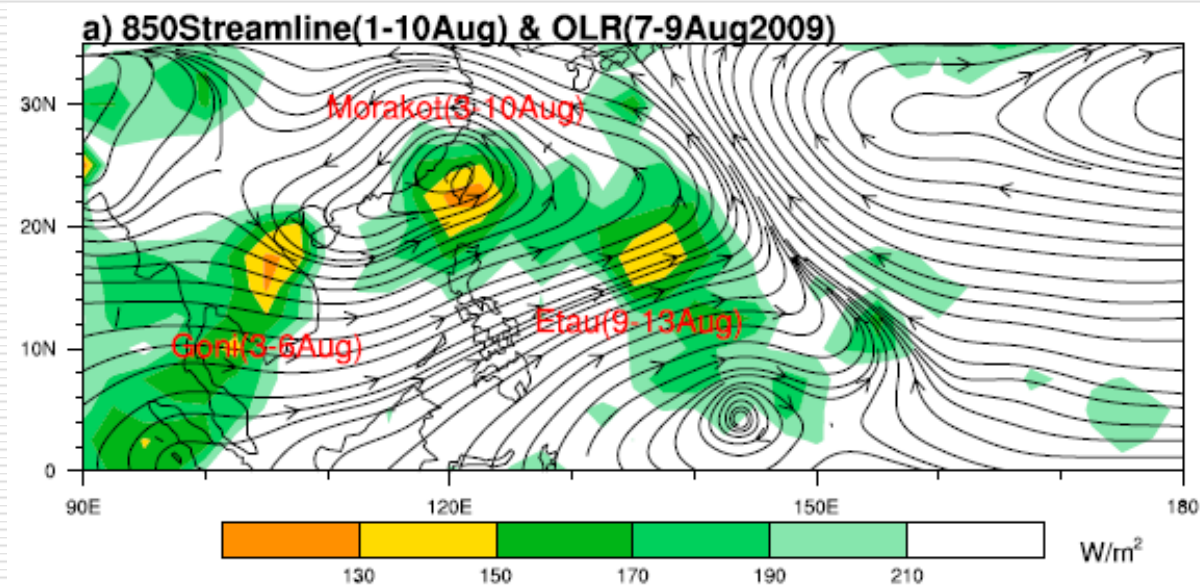 a) 850Streamline(1-10Aug) & OLR(7-9Aug2009)
30N
Morakot(3-10Aug)
20N
Etau(9-13Aug)
Goni(3-6Aug)
10N
0
90E 120E 150E 180
130 150 170 190 210
W/m²